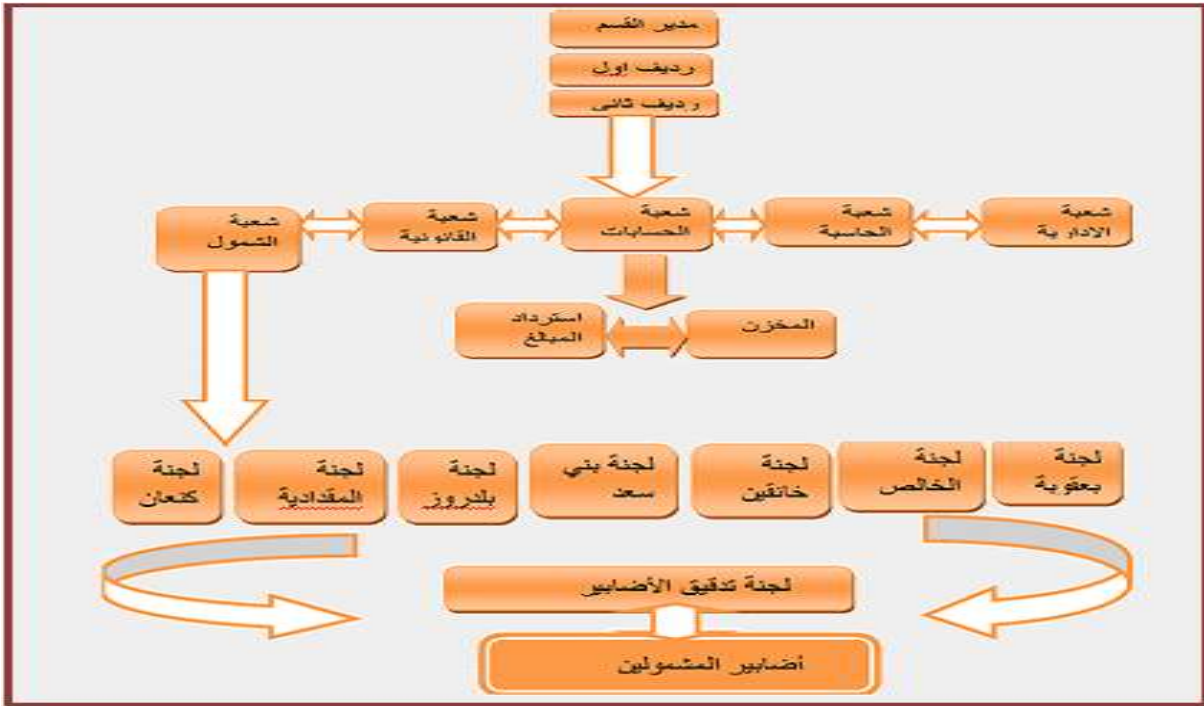 مدير القسم
رديف اول
رديف ثاني
شعبة
الادارية
شعبة
الحاسبة
شعبة
الحسابات
شعبة
القانونية
شعبة
الشمول
المخزن
استرداد
المبالغ
لجنة
بعقوبة
لجنة
الخالص
لجنة
خانقين
لجنة بني
سعد
لجنة
بلدروز
لجنة
المقدادية
لجنة
كنعان
لجنة تدقيق الأضابير
أضابير المشمولين